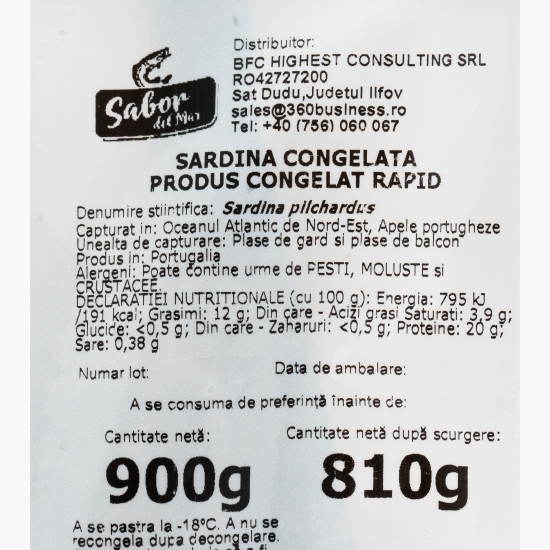 Sabor
del Mar
Distribuitor:
BFC HIGHEST CONSULTING SRL
RO42727200
Sat Dudu,Judetul Ilfov
sales@360business.ro
Tel: +40 (756) 060 067
SARDINA CONGELATA
PRODUS CONGELAT RAPID
Denumire stiintifica: Sardina pilchardus
Capturat in: Oceanul Atlantic de Nord-Est, Apele portugheze
Unealta de capturare: Plase de gard si plase de balcon
Produs in: Portugalia
Alergeni: Poate contine urme de PESTI, MOLUSTE si
CRUSTACEE.
DECLARATIEI NUTRITIONALE (cu 100 g): Energia: 795 kJ
/191 kcal; Grasimi: 12 g; Din care - Acizi grasi Saturati: 3,9 g;
Glucide: <0,5 g; Din care - Zaharuri: <0,5 g; Proteine: 20 g;
Sare: 0,38 g
Numar lot:
Data de ambalare:
A se consuma de preferință înainte de:
Cantitate netă:
Cantitate netă după scurgere:
900g
810g
A se pastra la -18ºC. A nu se
recongela dupa decongelare.